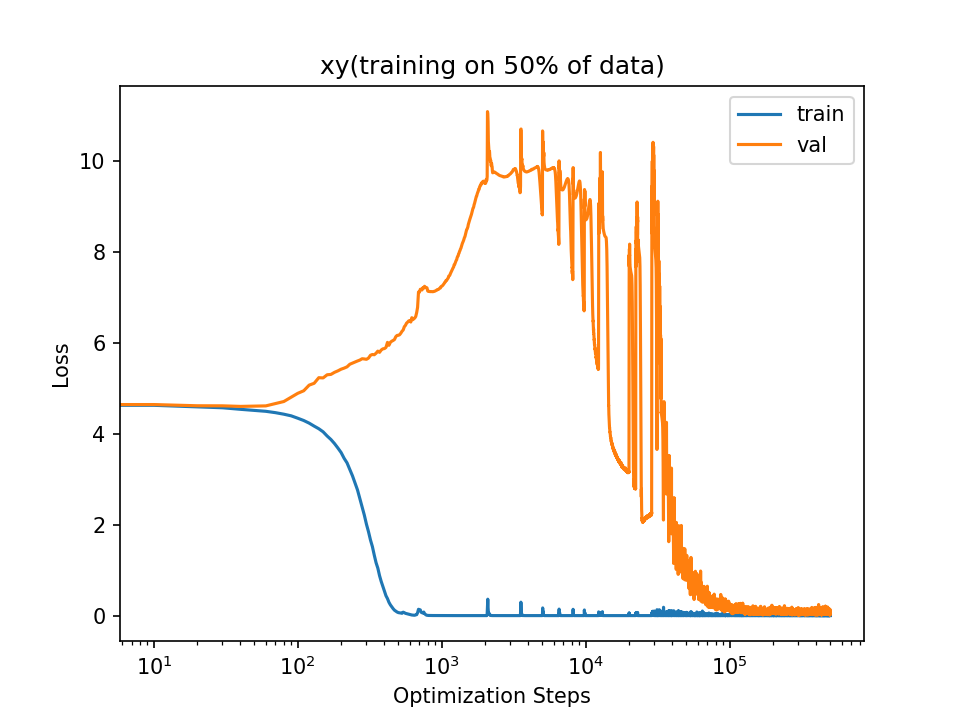 xy(training on 50% of data)
train
val
10
8
6
4
2
0
Loss
10¹
10²
10³
10⁴
10⁵
Optimization Steps